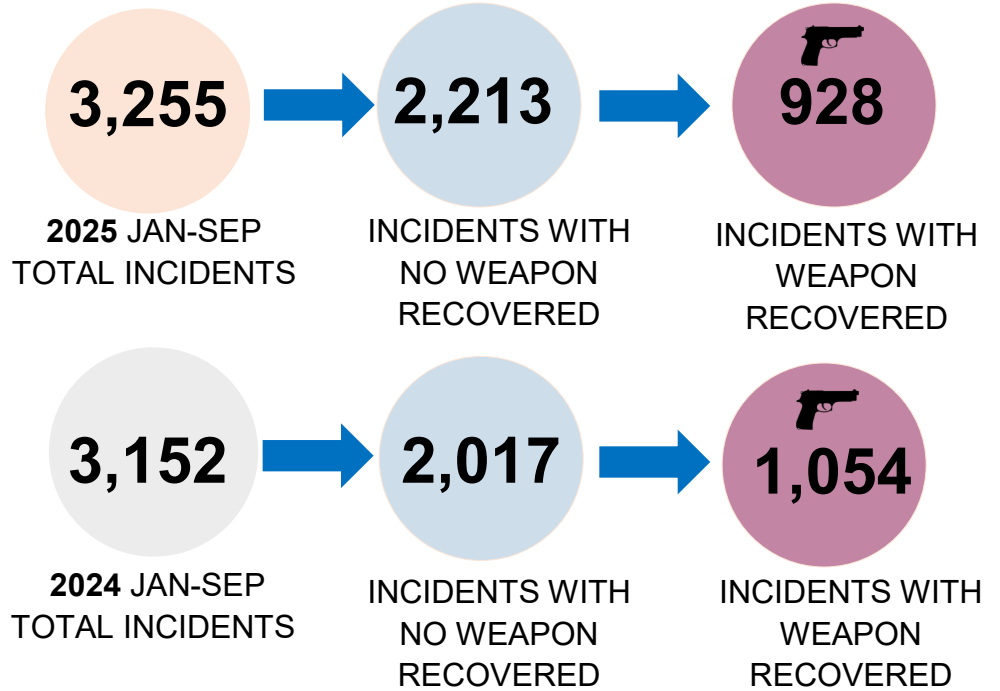 3,255
2,213
928
2025 JAN-SEP
TOTAL INCIDENTS
INCIDENTS WITH
NO WEAPON
RECOVERED
INCIDENTS WITH
WEAPON
RECOVERED
3,152
2,017
1,054
2024 JAN-SEP
TOTAL INCIDENTS
INCIDENTS WITH
NO WEAPON
RECOVERED
INCIDENTS WITH
WEAPON
RECOVERED